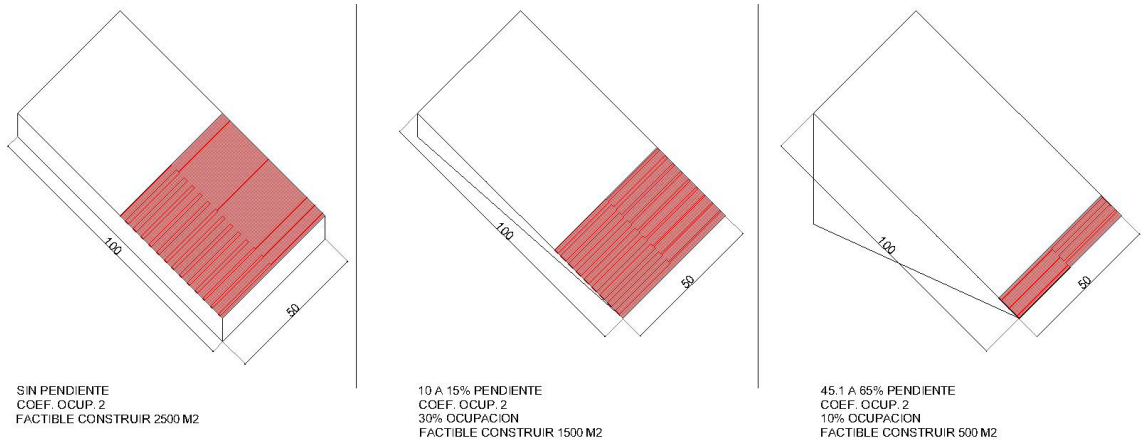 100
50
SIN PENDIENTE
COEF. OCUP. 2
FACTIBLE CONSTRUIR 2500 M2
100
50
10 A 15% PENDIENTE
COEF. OCUP. 2
30% OCUPACION
FACTIBLE CONSTRUIR 1500 M2
100
50
45.1 A 65% PENDIENTE
COEF. OCUP. 2
10% OCUPACION
FACTIBLE CONSTRUIR 500 M2